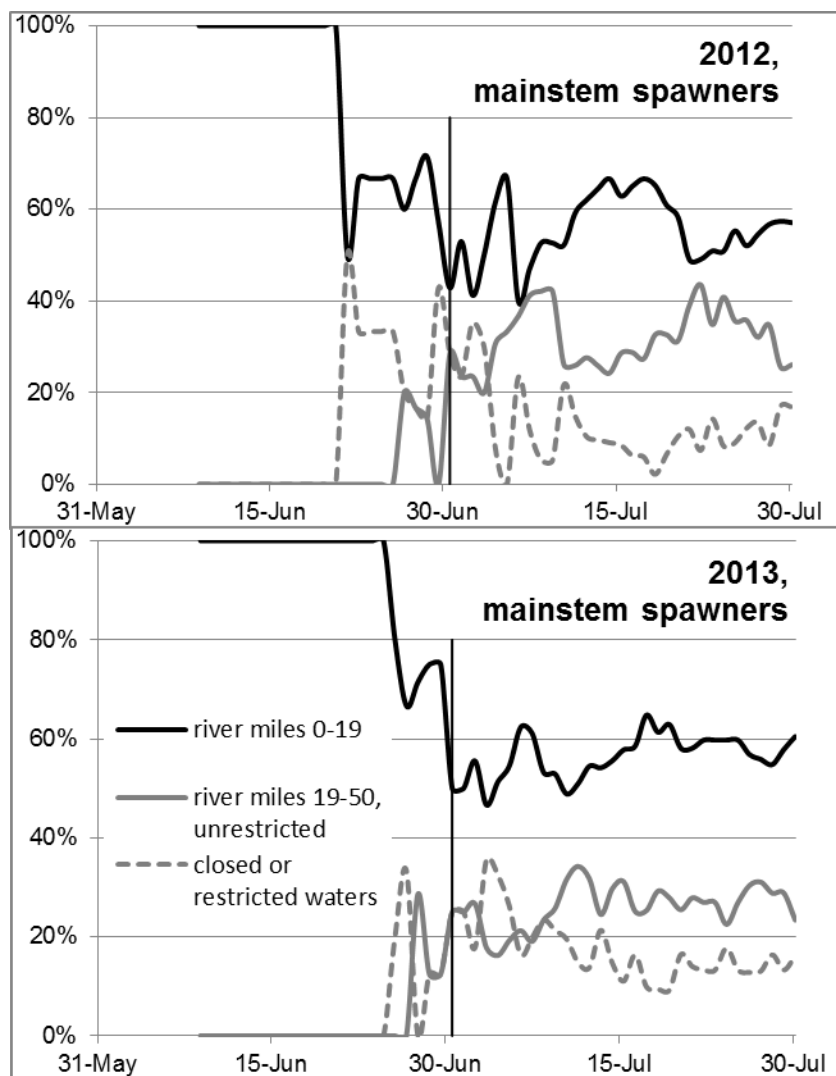 100%
2012,
mainstem spawners
80%
60%
40%
20%
0%
31-May 15-Jun 30-Jun 15-Jul 30-Jul
100%
2013,
mainstem spawners
80%
river miles 0-19
60%
river miles 19-50,
unrestricted
40%
closed or
restricted waters
20%
0%
31-May 15-Jun 30-Jun 15-Jul 30-Jul